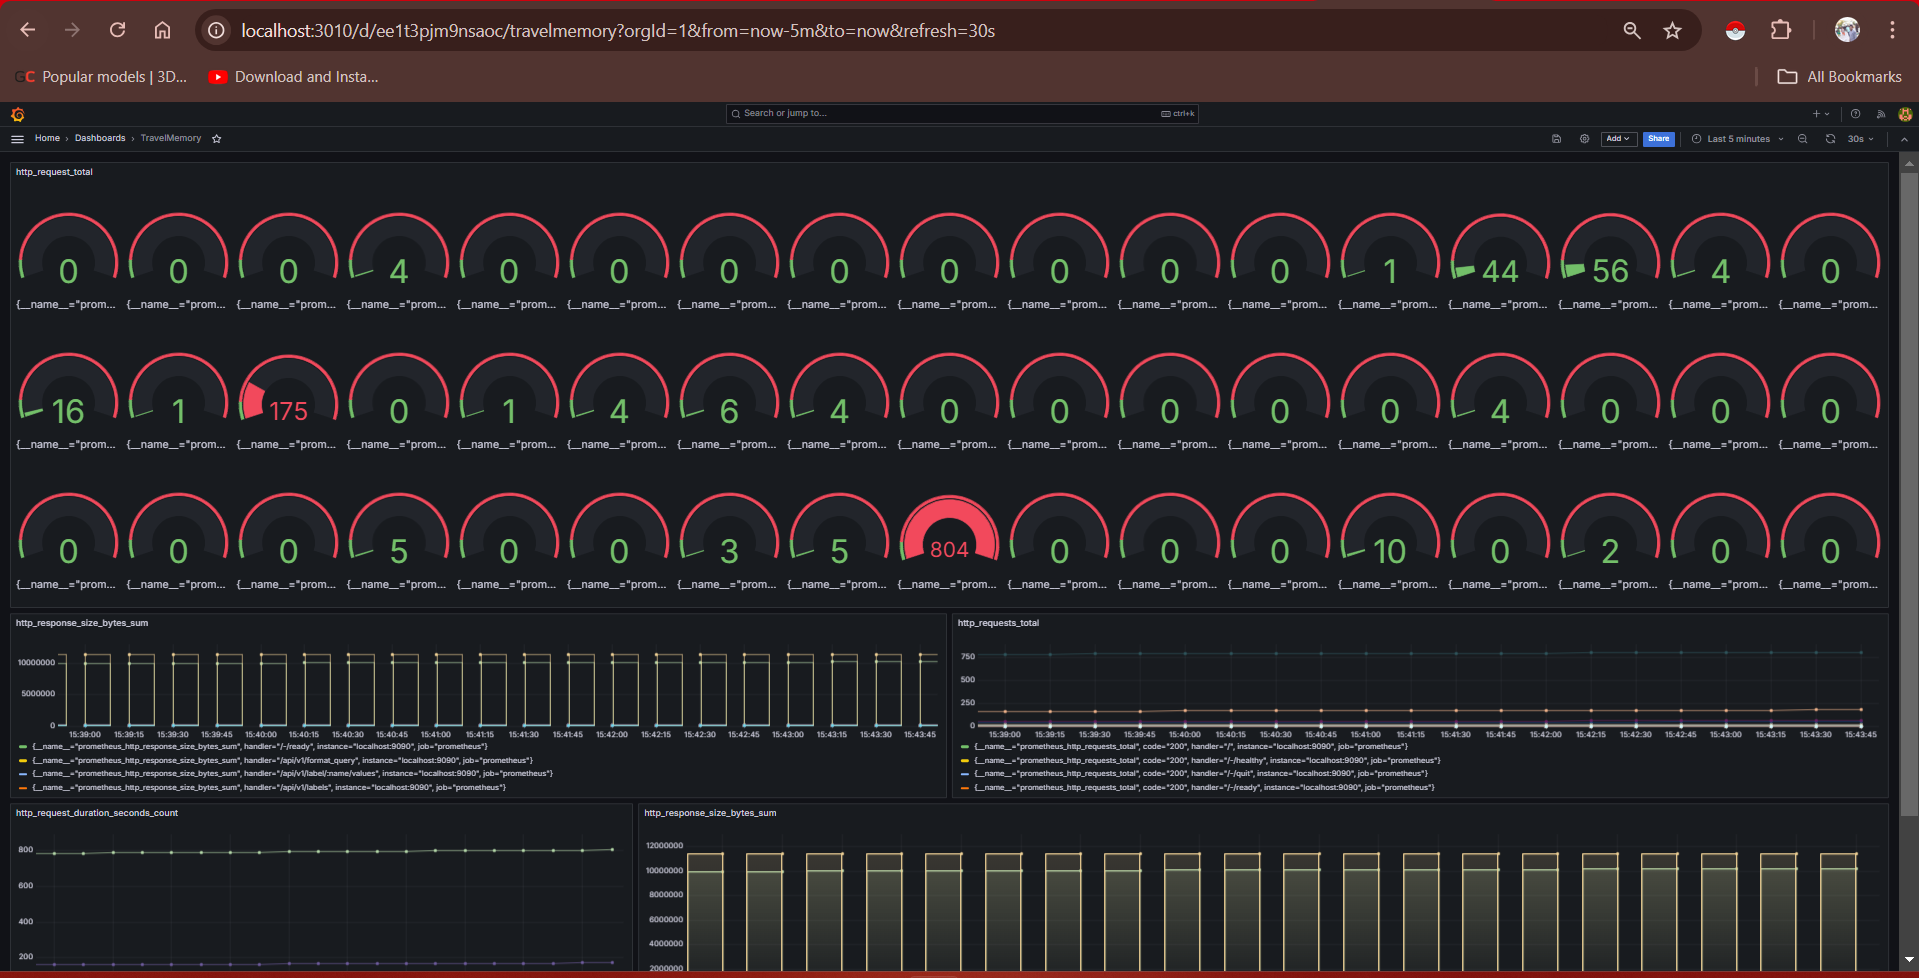 localhost:3010/d/ee1t3pjm9nsaoc/travelmemory?orgId=1&from=now-5m&to=now&refresh=30s
GC Popular models | 3D... Download and Insta... All Bookmarks
Search or jump to... ctrl+k
Home › Dashboards › TravelMemory Add Share Last 5 minutes 30s
http_request_total
0 0 0 4 0 0 0 0 0 0 0 0 1 44 56 4 0
{__name__="prom... {__name__="prom... {__name__="prom... {__name__="prom... {__name__="prom... {__name__="prom... {__name__="prom... {__name__="prom... {__name__="prom... {__name__="prom... {__name__="prom... {__name__="prom... {__name__="prom... {__name__="prom... {__name__="prom... {__name__="prom... {__name__="prom...
16 1 175 0 1 4 6 4 0 0 0 0 0 4 0 0 0
{__name__="prom... {__name__="prom... {__name__="prom... {__name__="prom... {__name__="prom... {__name__="prom... {__name__="prom... {__name__="prom... {__name__="prom... {__name__="prom... {__name__="prom... {__name__="prom... {__name__="prom... {__name__="prom... {__name__="prom... {__name__="prom... {__name__="prom...
0 0 0 5 0 0 3 5 804 0 0 0 10 0 2 0 0
{__name__="prom... {__name__="prom... {__name__="prom... {__name__="prom... {__name__="prom... {__name__="prom... {__name__="prom... {__name__="prom... {__name__="prom... {__name__="prom... {__name__="prom... {__name__="prom... {__name__="prom... {__name__="prom... {__name__="prom... {__name__="prom... {__name__="prom...
http_response_size_bytes_sum
10000000
5000000
0
15:39:00 15:39:15 15:39:30 15:39:45 15:40:00 15:40:15 15:40:30 15:40:45 15:41:00 15:41:15 15:41:30 15:41:45 15:42:00 15:42:15 15:42:30 15:42:45 15:43:00 15:43:15 15:43:30 15:43:45
{__name__="prometheus_http_response_size_bytes_sum", handler="/-/ready", instance="localhost:9090", job="prometheus"}
{__name__="prometheus_http_response_size_bytes_sum", handler="/api/v1/format_query", instance="localhost:9090", job="prometheus"}
{__name__="prometheus_http_response_size_bytes_sum", handler="/api/v1/label/:name/values", instance="localhost:9090", job="prometheus"}
{__name__="prometheus_http_response_size_bytes_sum", handler="/api/v1/labels", instance="localhost:9090", job="prometheus"}
http_requests_total
750
500
250
0
15:39:00 15:39:15 15:39:30 15:39:45 15:40:00 15:40:15 15:40:30 15:40:45 15:41:00 15:41:15 15:41:30 15:41:45 15:42:00 15:42:15 15:42:30 15:42:45 15:43:00 15:43:15 15:43:30 15:43:45
{__name__="prometheus_http_requests_total", code="200", handler="/", instance="localhost:9090", job="prometheus"}
{__name__="prometheus_http_requests_total", code="200", handler="/-/healthy", instance="localhost:9090", job="prometheus"}
{__name__="prometheus_http_requests_total", code="200", handler="/-/quit", instance="localhost:9090", job="prometheus"}
{__name__="prometheus_http_requests_total", code="200", handler="/-/ready", instance="localhost:9090", job="prometheus"}
http_request_duration_seconds_count
800
600
400
200
http_response_size_bytes_sum
12000000
10000000
8000000
6000000
4000000
2000000